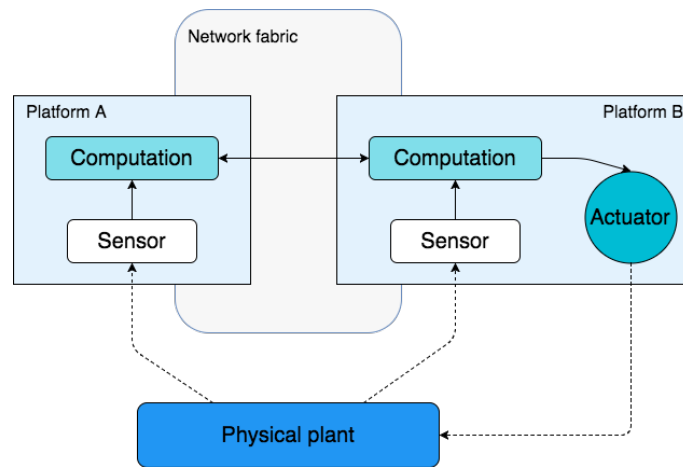 Network fabric
Platform A
Platform B
Computation
Computation
Sensor
Sensor
Actuator
Physical plant